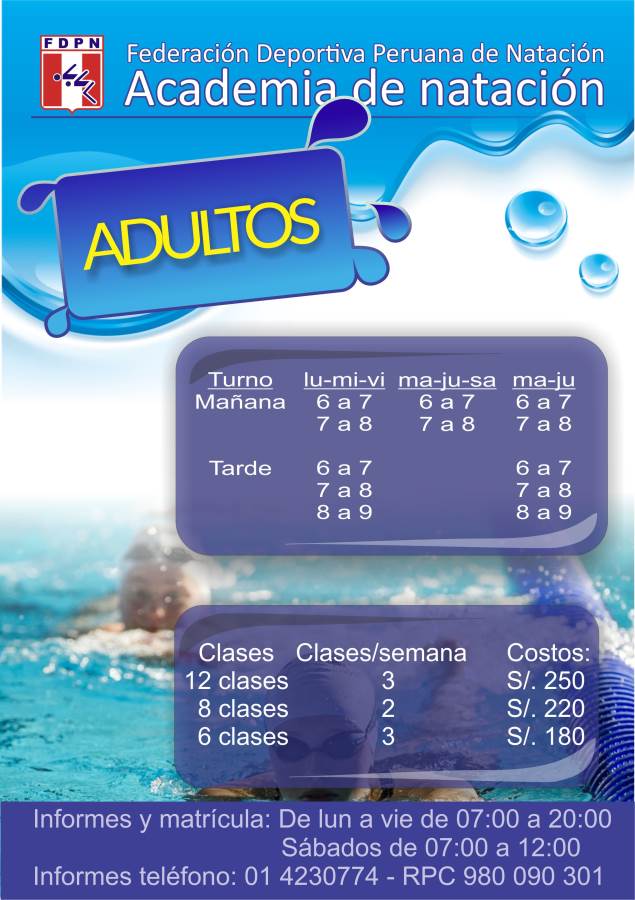 FDPN
Federación Deportiva Peruana de Natación
Academia de natación
ADULTOS
Turno lu-mi-vi ma-ju-sa ma-ju
Mañana 6 a 7 6 a 7 6 a 7
7 a 8 7 a 8 7 a 8
Tarde 6 a 7 6 a 7
7 a 8 7 a 8
8 a 9 8 a 9
Clases Clases/semana Costos:
12 clases 3 S/. 250
8 clases 2 S/. 220
6 clases 3 S/. 180
Informes y matrícula: De lun a vie de 07:00 a 20:00
Sábados de 07:00 a 12:00
Informes teléfono: 01 4230774 - RPC 980 090 301